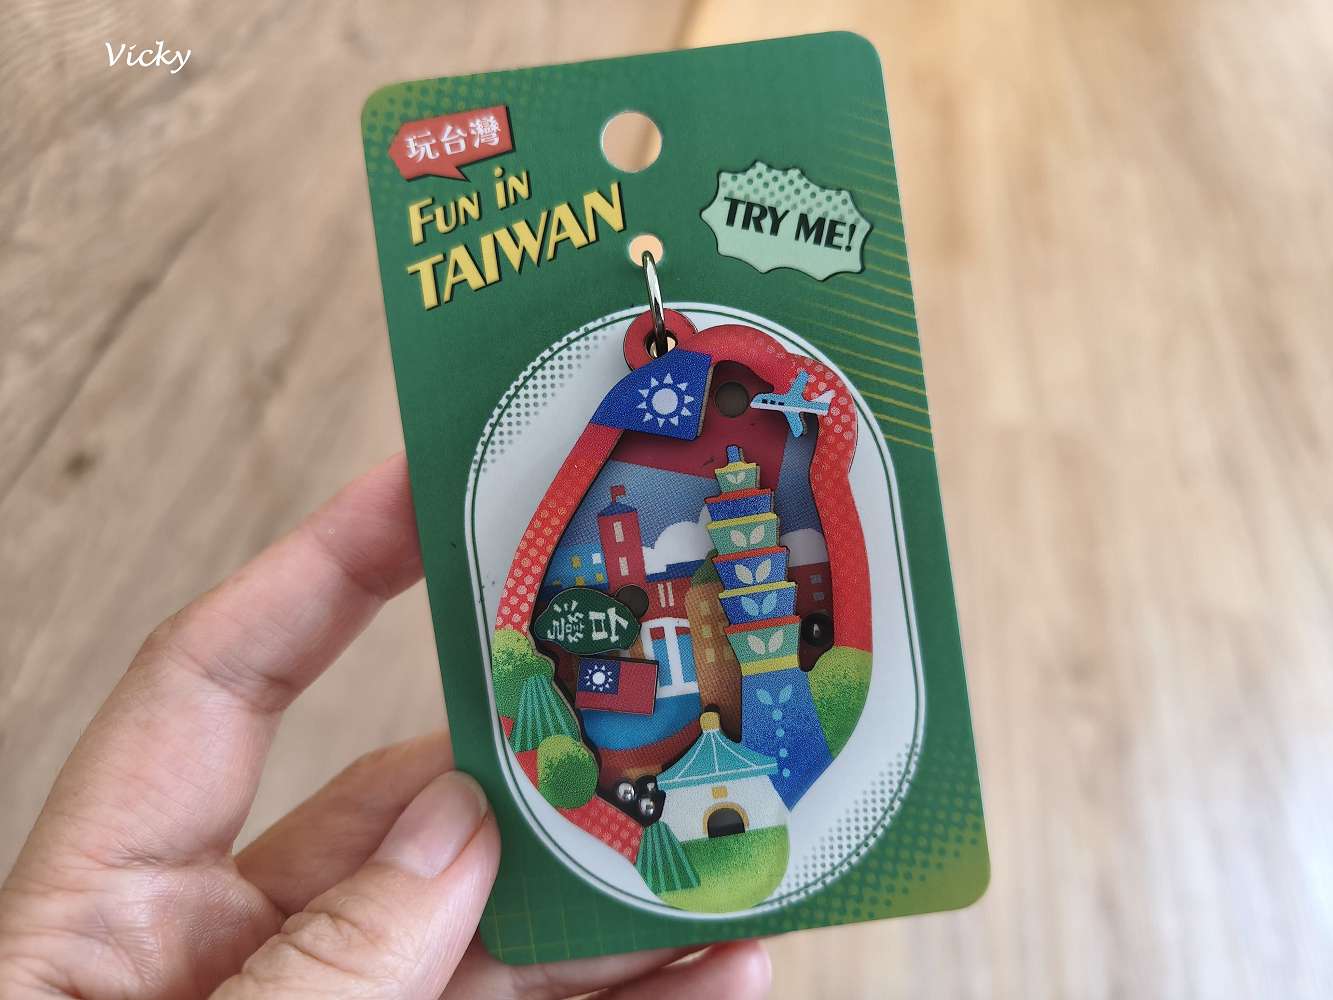 Vicky
玩台灣
FUN iN
TAIWAN
TRY ME!
台灣